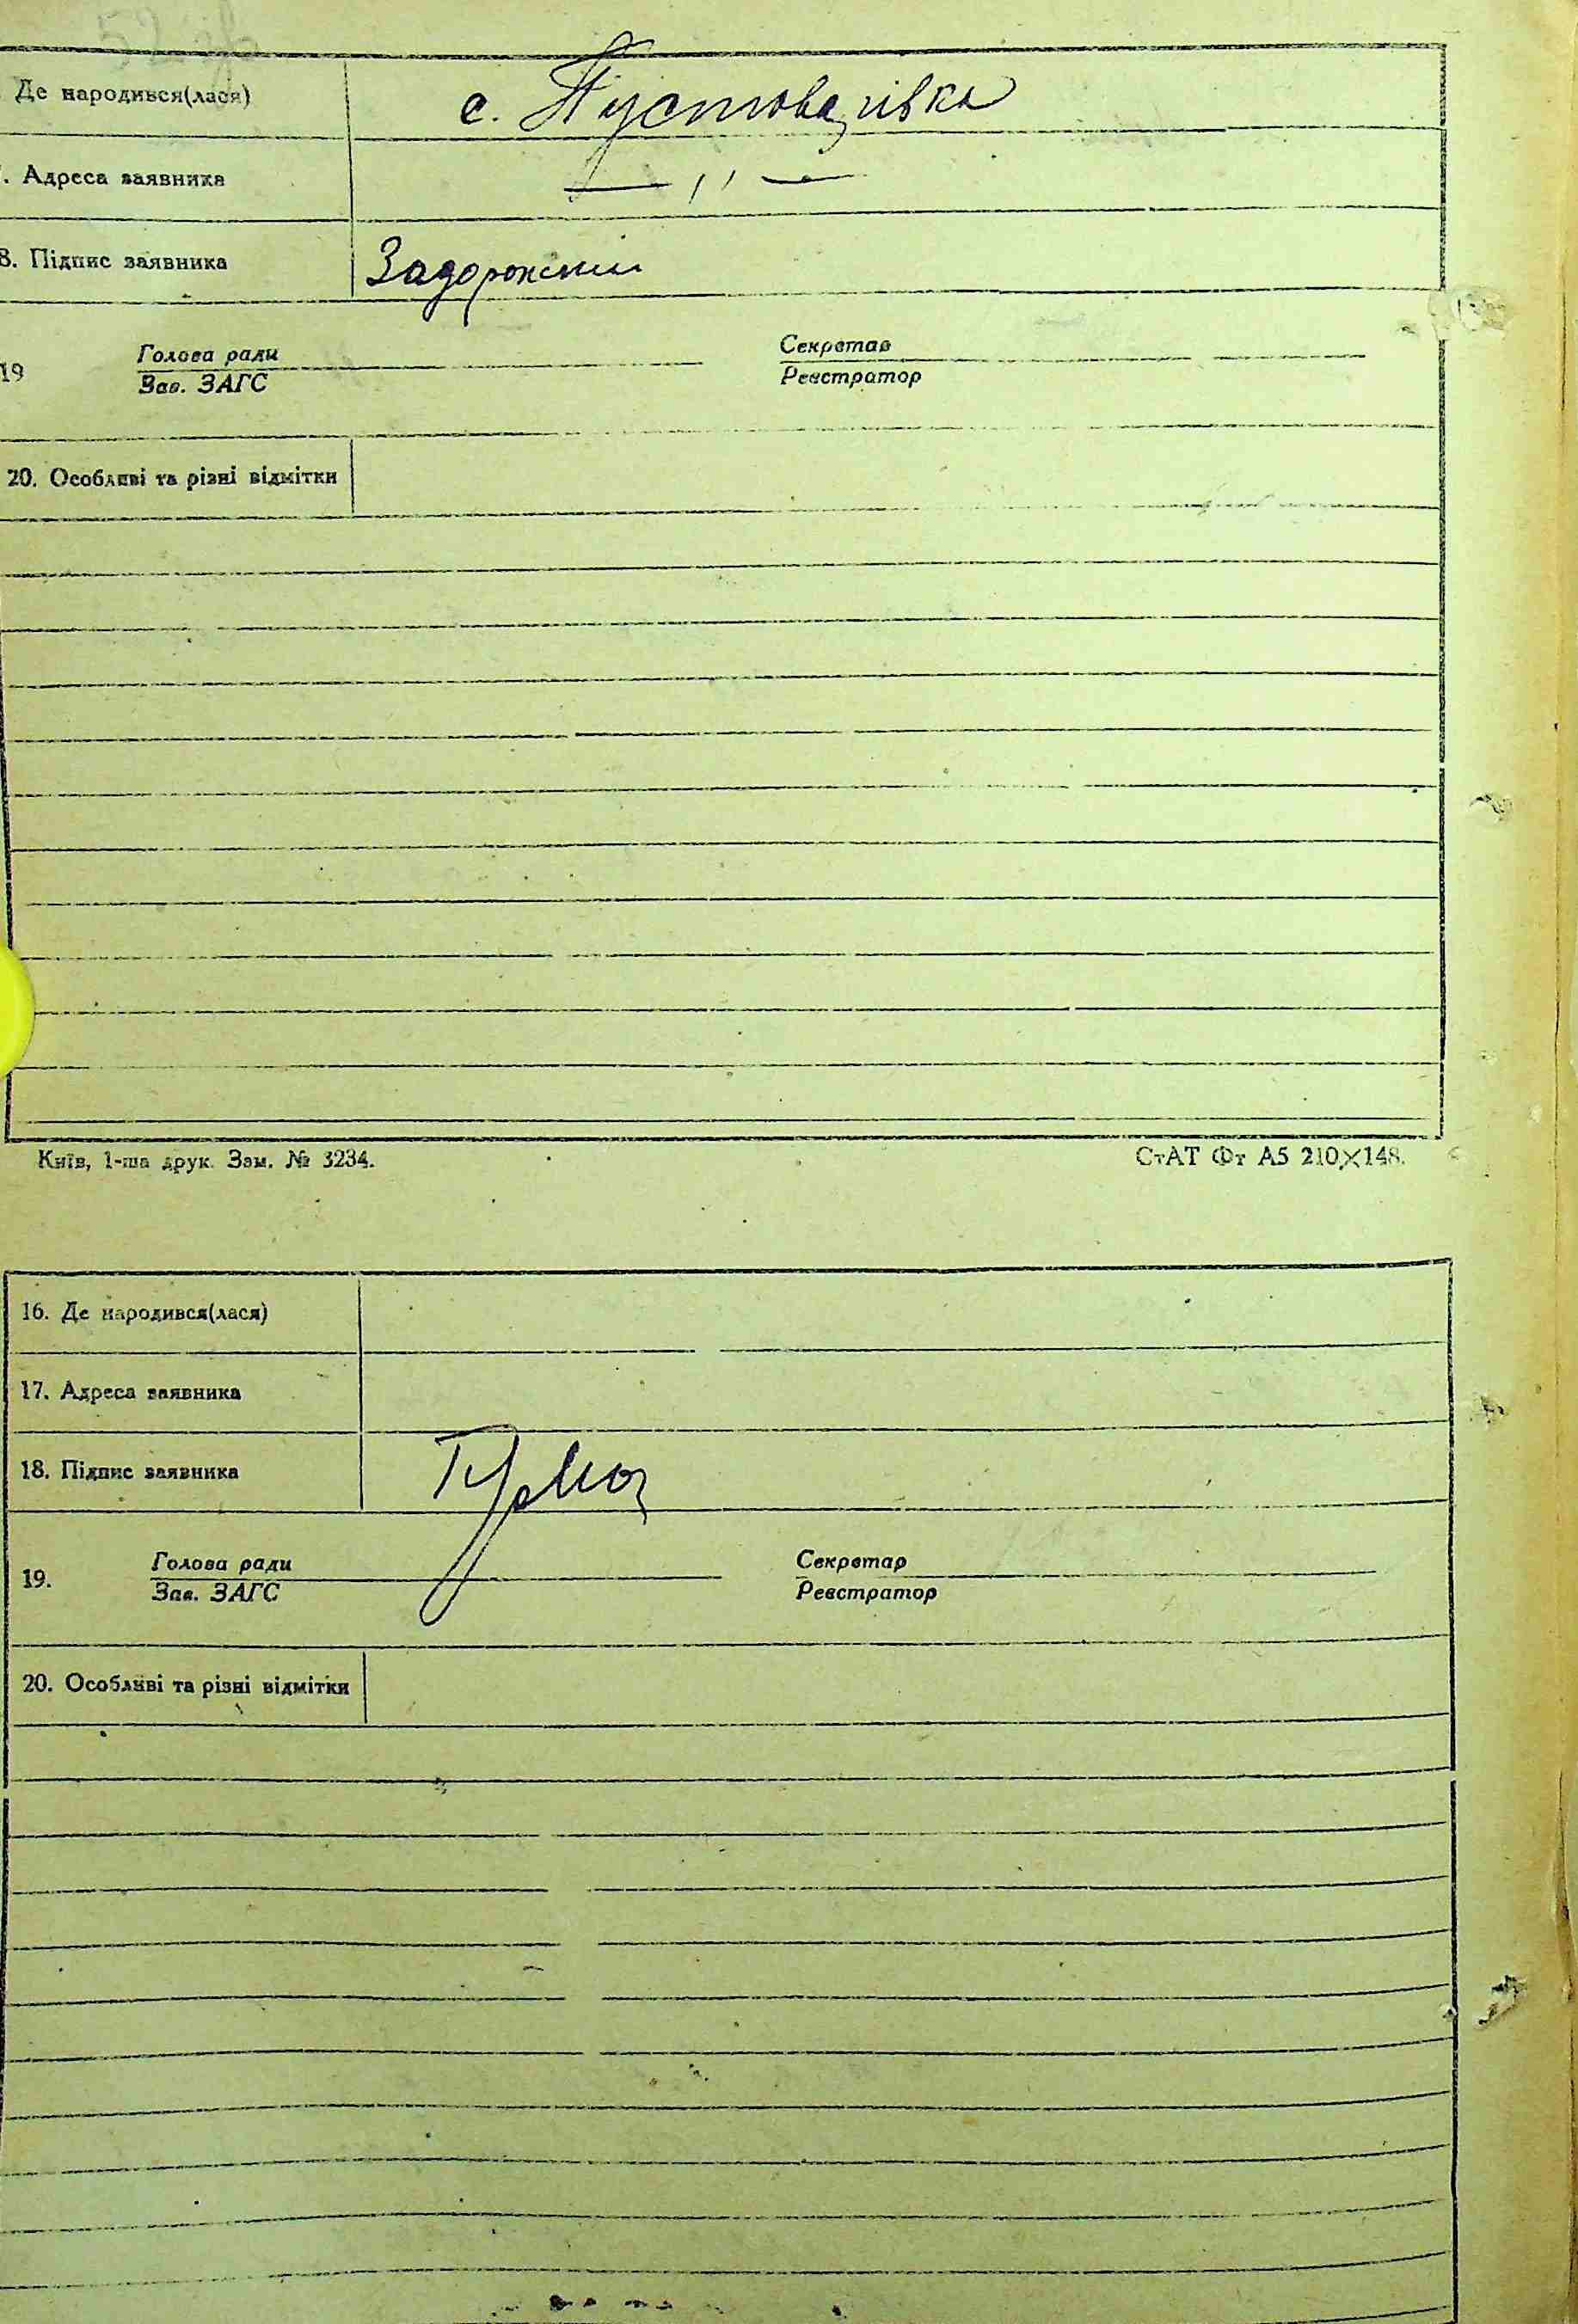 Де народився(лася) с. Пустоварівка
. Адреса заявника — // —
8. Підпис заявника Задорожний
19 Голова ради Секретар
Зав. ЗАГС Реєстратор
20. Особливі та різні відмітки
Київ, 1-ша друк. Зам. № 3234. СтАТ Фт А5 210×148.
16. Де народився(лася)
17. Адреса заявника
18. Підпис заявника
19. Голова ради Секретар
Зав. ЗАГС Реєстратор
20. Особливі та різні відмітки